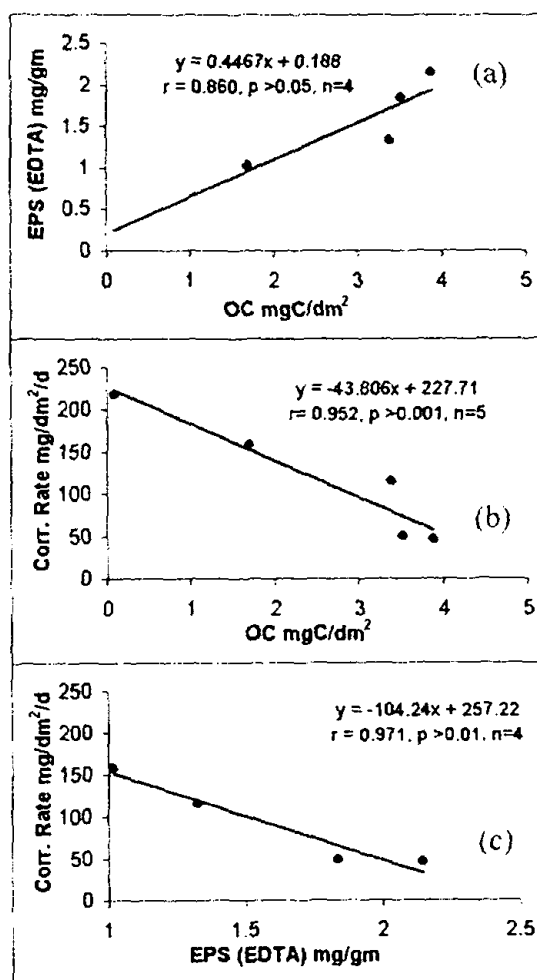 y = 0.4467x + 0.188
r = 0.860, p >0.05, n=4
(a)
EPS (EDTA) mg/gm
2.5
2
1.5
1
0.5
0
0 1 2 3 4 5
OC mgC/dm²
y = -43.806x + 227.71
r= 0.952, p >0.001, n=5
(b)
Corr. Rate mg/dm²/d
250
200
150
100
50
0
0 1 2 3 4 5
OC mgC/dm²
y = -104.24x + 257.22
r = 0.971, p >0.01, n=4
(c)
Corr. Rate mg/dm²/d
250
200
150
100
50
0
1 1.5 2 2.5
EPS (EDTA) mg/gm